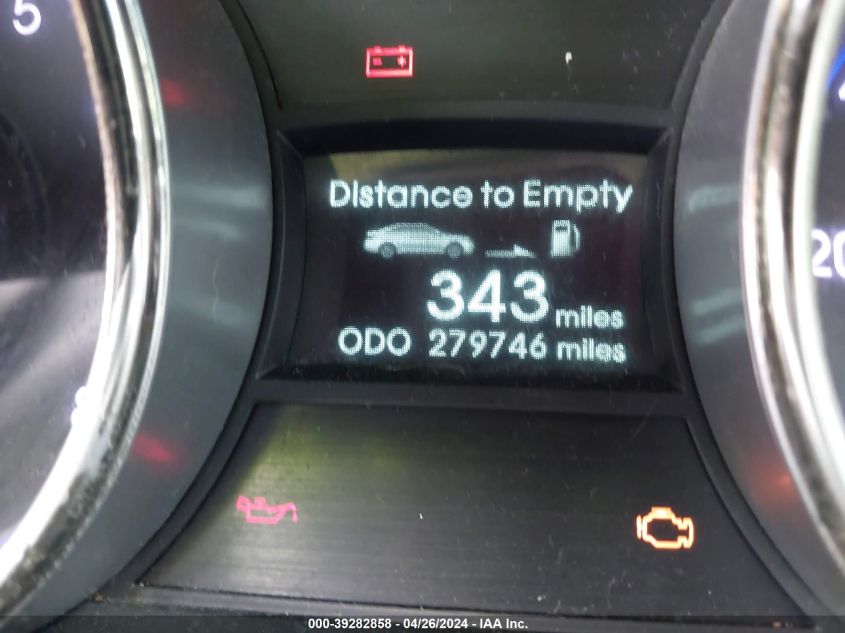 5
Distance to Empty
20
343 miles
ODO 279746 miles
000-39282858 - 04/26/2024 - IAA Inc.